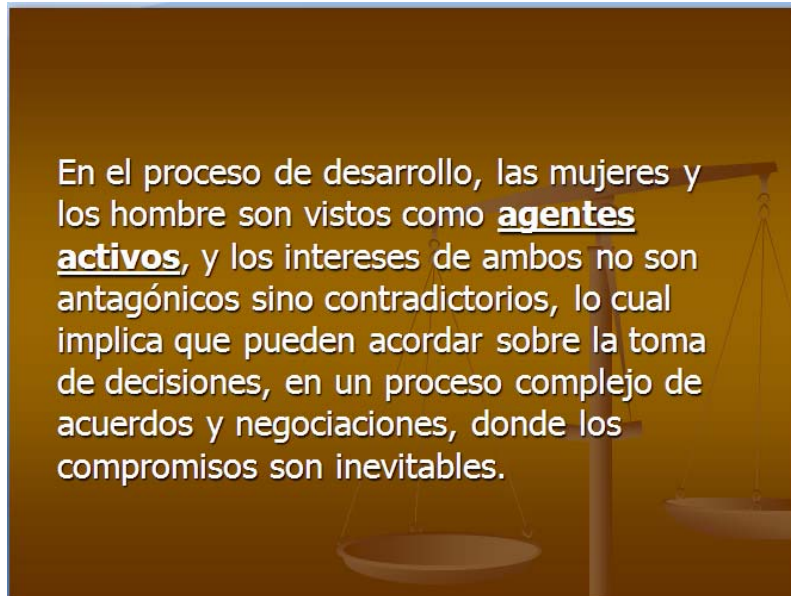 En el proceso de desarrollo, las mujeres y
los hombre son vistos como agentes
activos, y los intereses de ambos no son
antagónicos sino contradictorios, lo cual
implica que pueden acordar sobre la toma
de decisiones, en un proceso complejo de
acuerdos y negociaciones, donde los
compromisos son inevitables.